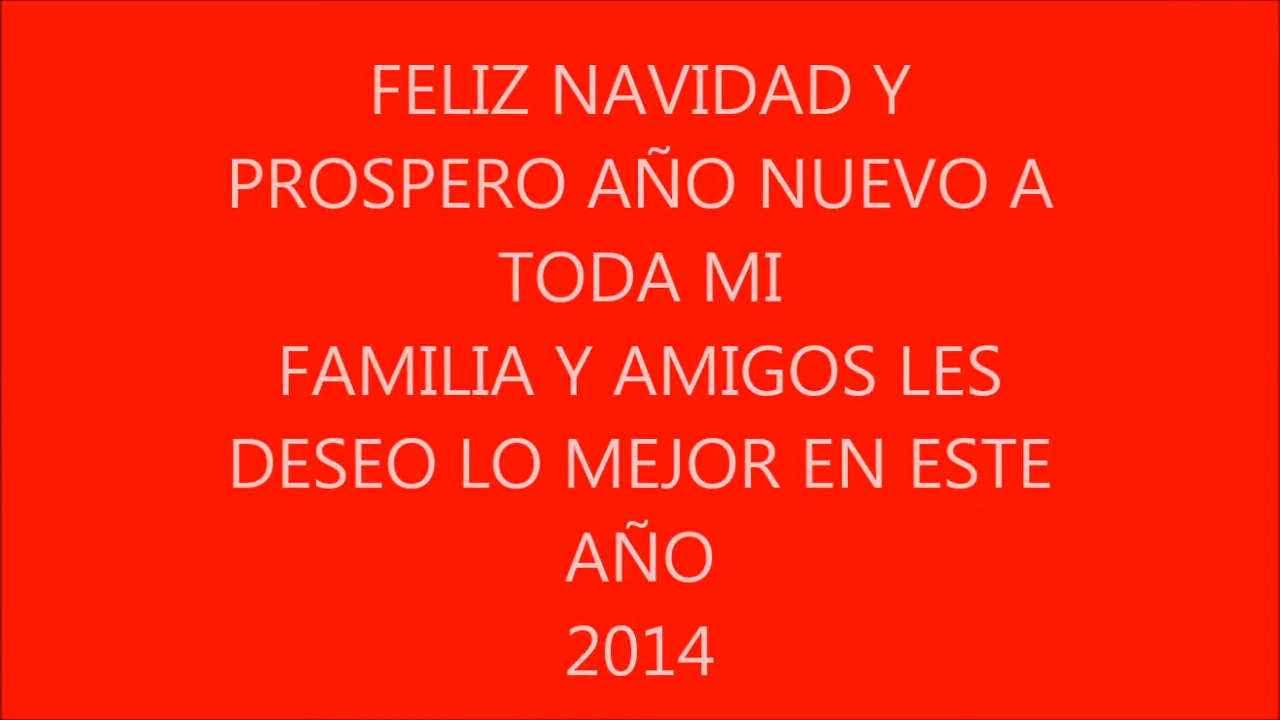 FELIZ NAVIDAD Y
PROSPERO AÑO NUEVO A
TODA MI
FAMILIA Y AMIGOS LES
DESEO LO MEJOR EN ESTE
AÑO
2014